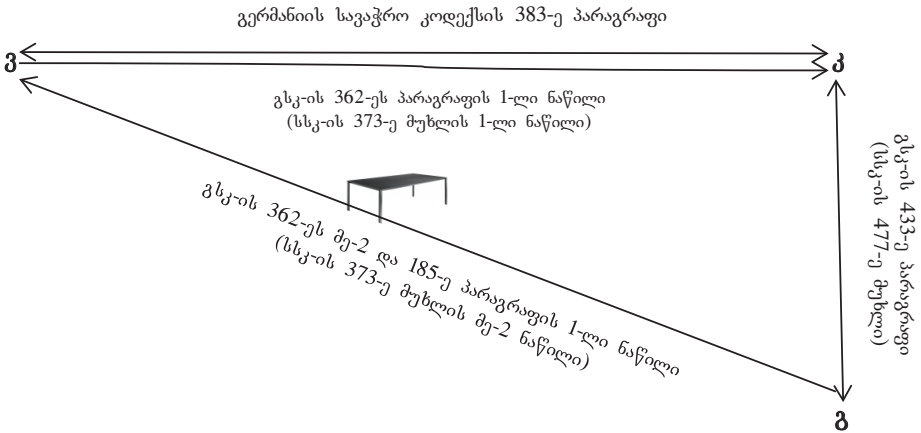 გერმანიის სავაჭრო კოდექსის 383-ე პარაგრაფი
ვ
კ
გსკ-ის 362-ეს პარაგრაფის 1-ლი ნაწილი
(სსკ-ის 373-ე მუხლის 1-ლი ნაწილი)
გსკ-ის 433-ე პარაგრაფი
(სსკ-ის 477-ე მუხლი)
გსკ-ის 362-ეს მე-2 და 185-ე პარაგრაფის 1-ლი ნაწილი
(სსკ-ის 373-ე მუხლის მე-2 ნაწილი)
გ